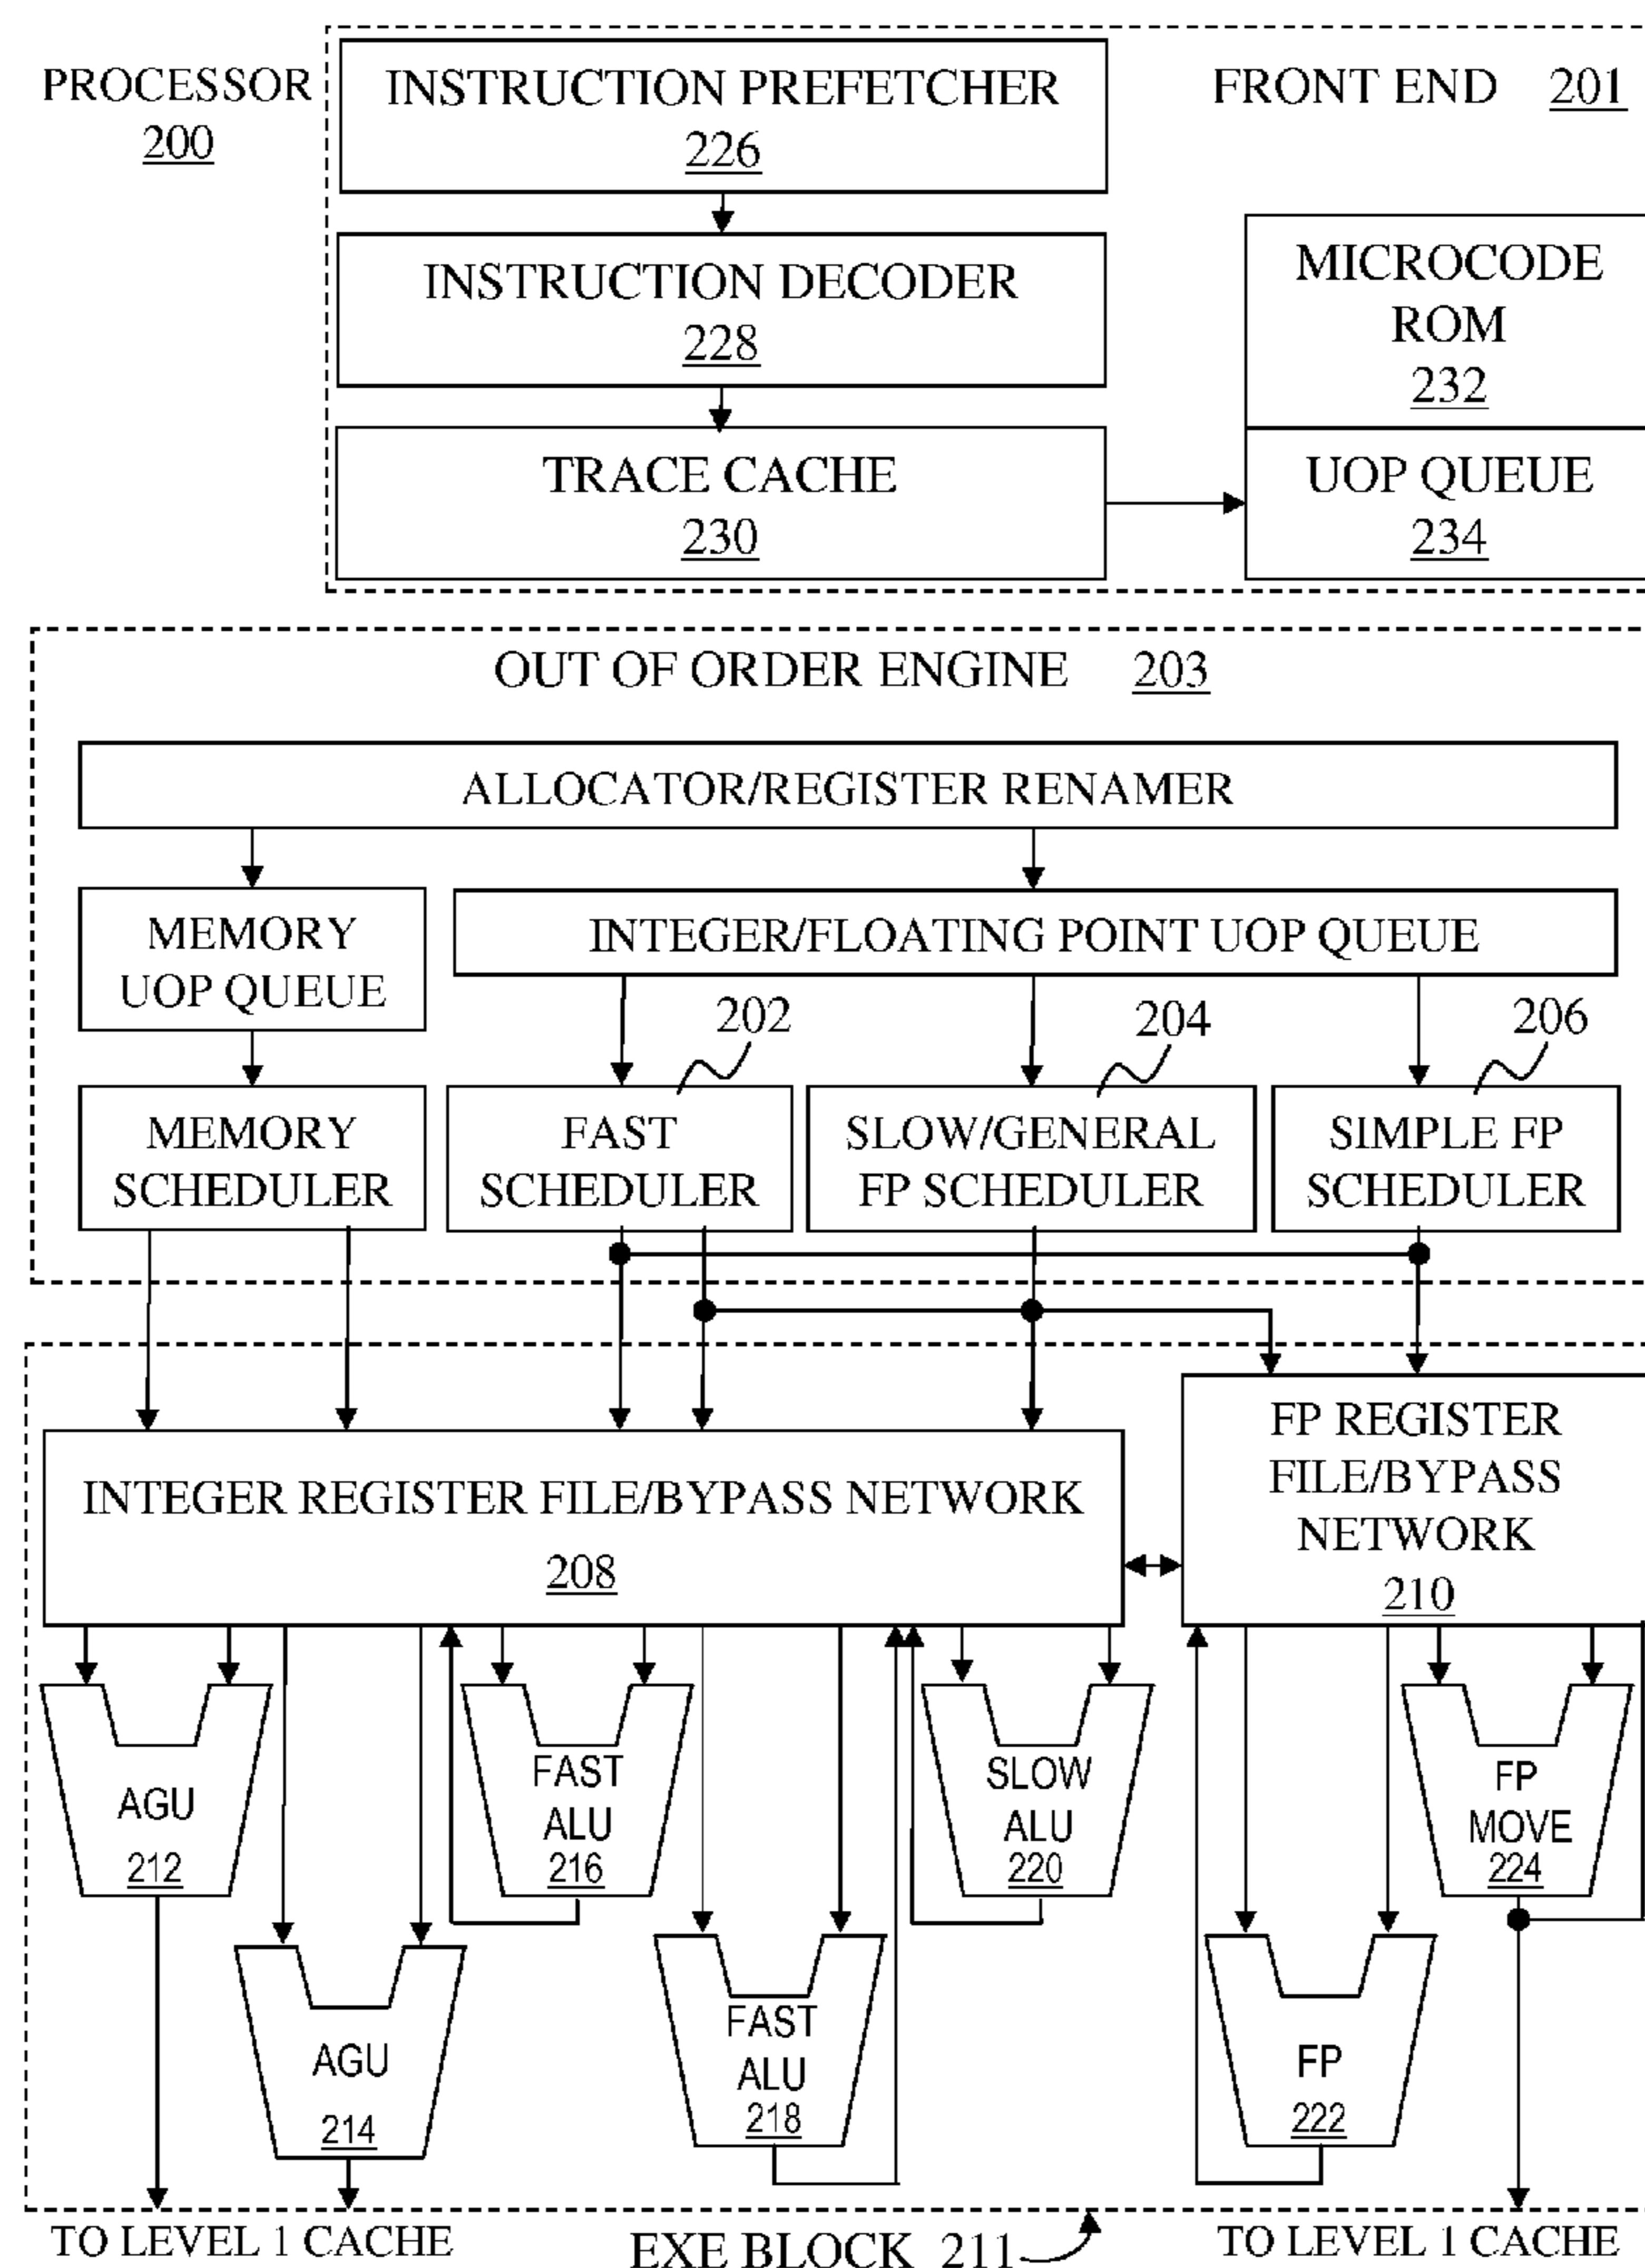 PROCESSOR
200
INSTRUCTION PREFETCHER
226
FRONT END 201
INSTRUCTION DECODER
228
MICROCODE
ROM
232
TRACE CACHE
230
UOP QUEUE
234
OUT OF ORDER ENGINE 203
ALLOCATOR/REGISTER RENAMER
MEMORY
UOP QUEUE
INTEGER/FLOATING POINT UOP QUEUE
202
204
206
MEMORY
SCHEDULER
FAST
SCHEDULER
SLOW/GENERAL
FP SCHEDULER
SIMPLE FP
SCHEDULER
INTEGER REGISTER FILE/BYPASS NETWORK
208
FP REGISTER
FILE/BYPASS
NETWORK
210
AGU
212
FAST
ALU
216
SLOW
ALU
220
FP
MOVE
224
AGU
214
FAST
ALU
218
FP
222
TO LEVEL 1 CACHE
EXE BLOCK 211
TO LEVEL 1 CACHE